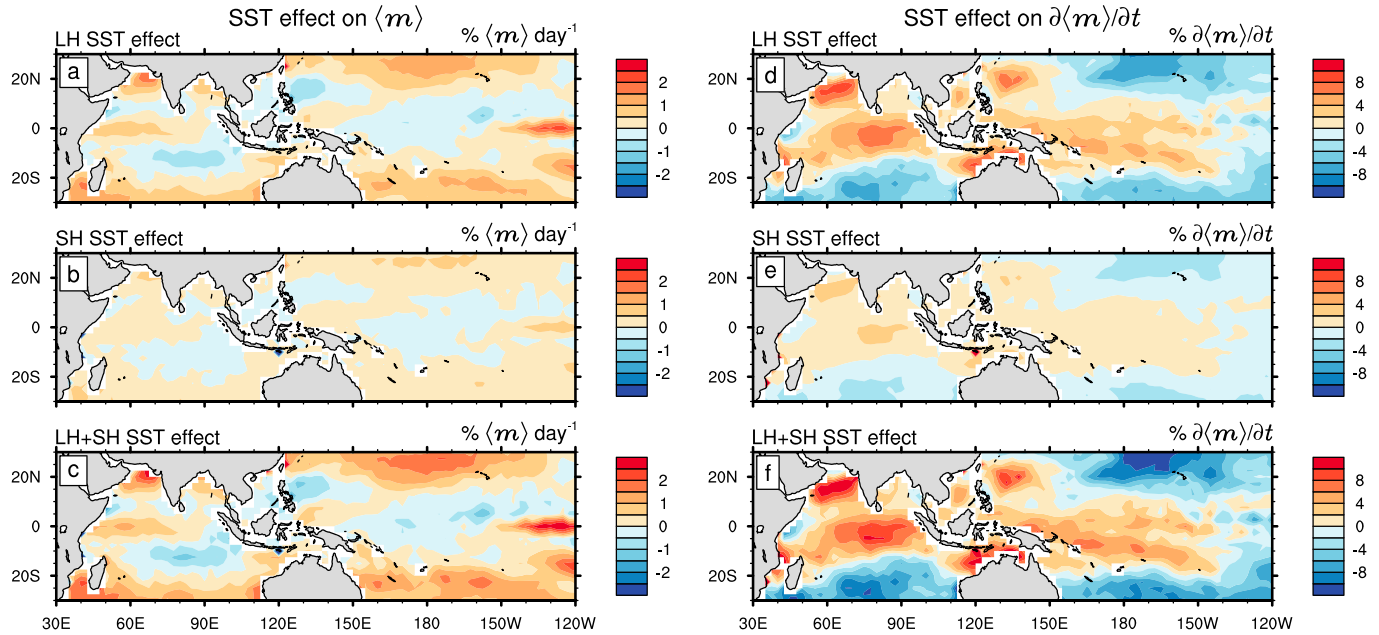 SST effect on ⟨m⟩
SST effect on ∂⟨m⟩/∂t
LH SST effect % ⟨m⟩ day⁻¹
a
20N
0
20S
2
1
0
-1
-2
LH SST effect % ∂⟨m⟩/∂t
d
20N
0
20S
8
4
0
-4
-8
SH SST effect % ⟨m⟩ day⁻¹
b
20N
0
20S
2
1
0
-1
-2
SH SST effect % ∂⟨m⟩/∂t
e
20N
0
20S
8
4
0
-4
-8
LH+SH SST effect % ⟨m⟩ day⁻¹
c
20N
0
20S
2
1
0
-1
-2
30E 60E 90E 120E 150E 180 150W 120W
LH+SH SST effect % ∂⟨m⟩/∂t
f
20N
0
20S
8
4
0
-4
-8
30E 60E 90E 120E 150E 180 150W 120W